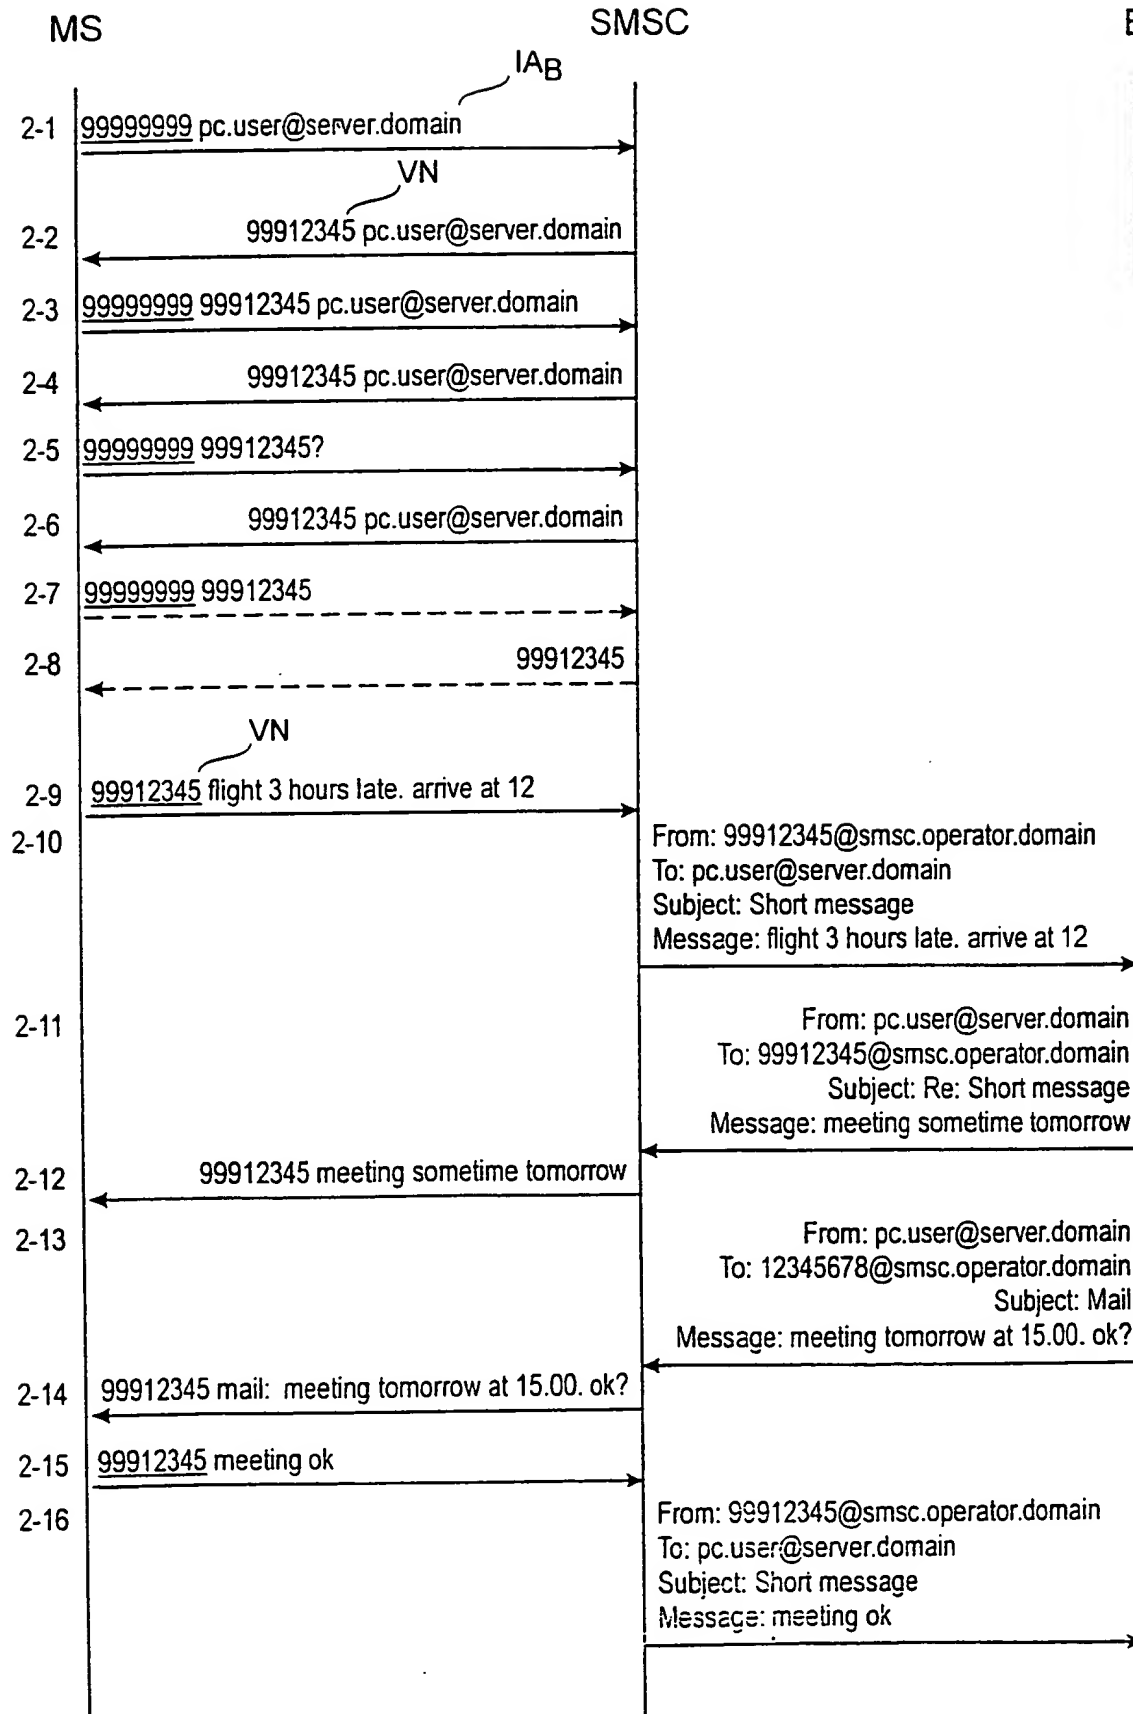 MS SMSC
IAB
2-1 99999999 pc.user@server.domain
VN
2-2 99912345 pc.user@server.domain
2-3 99999999 99912345 pc.user@server.domain
2-4 99912345 pc.user@server.domain
2-5 99999999 99912345?
2-6 99912345 pc.user@server.domain
2-7 99999999 99912345
2-8 99912345
VN
2-9 99912345 flight 3 hours late. arrive at 12
2-10 From: 99912345@smsc.operator.domain
To: pc.user@server.domain
Subject: Short message
Message: flight 3 hours late. arrive at 12
2-11 From: pc.user@server.domain
To: 99912345@smsc.operator.domain
Subject: Re: Short message
Message: meeting sometime tomorrow
2-12 99912345 meeting sometime tomorrow
2-13 From: pc.user@server.domain
To: 12345678@smsc.operator.domain
Subject: Mail
Message: meeting tomorrow at 15.00. ok?
2-14 99912345 mail: meeting tomorrow at 15.00. ok?
2-15 99912345 meeting ok
2-16 From: 99912345@smsc.operator.domain
To: pc.user@server.domain
Subject: Short message
Message: meeting ok